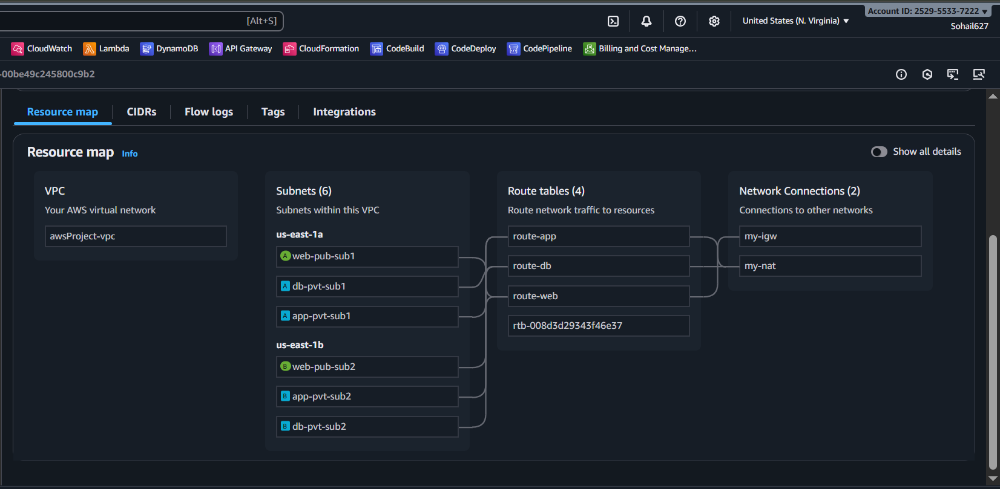 [Alt+S]
United States (N. Virginia)
Account ID: 2529-5533-7222
Sohail627
CloudWatch
Lambda
DynamoDB
API Gateway
CloudFormation
CodeBuild
CodeDeploy
CodePipeline
Billing and Cost Manage...
-00be49c245800c9b2
Resource map
CIDRs
Flow logs
Tags
Integrations
Resource map Info
Show all details
VPC
Your AWS virtual network
awsProject-vpc
Subnets (6)
Subnets within this VPC
us-east-1a
A web-pub-sub1
A db-pvt-sub1
A app-pvt-sub1
us-east-1b
B web-pub-sub2
B app-pvt-sub2
B db-pvt-sub2
Route tables (4)
Route network traffic to resources
route-app
route-db
route-web
rtb-008d3d29343f46e37
Network Connections (2)
Connections to other networks
my-igw
my-nat